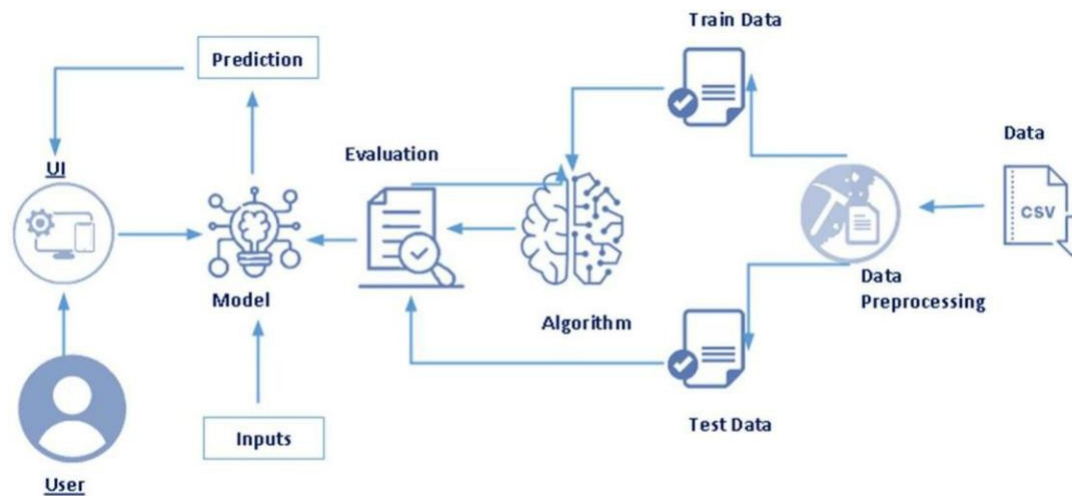 Train Data
Prediction
Data
Evaluation
UI
CSV
Model
Data
Preprocessing
Algorithm
Inputs
Test Data
User